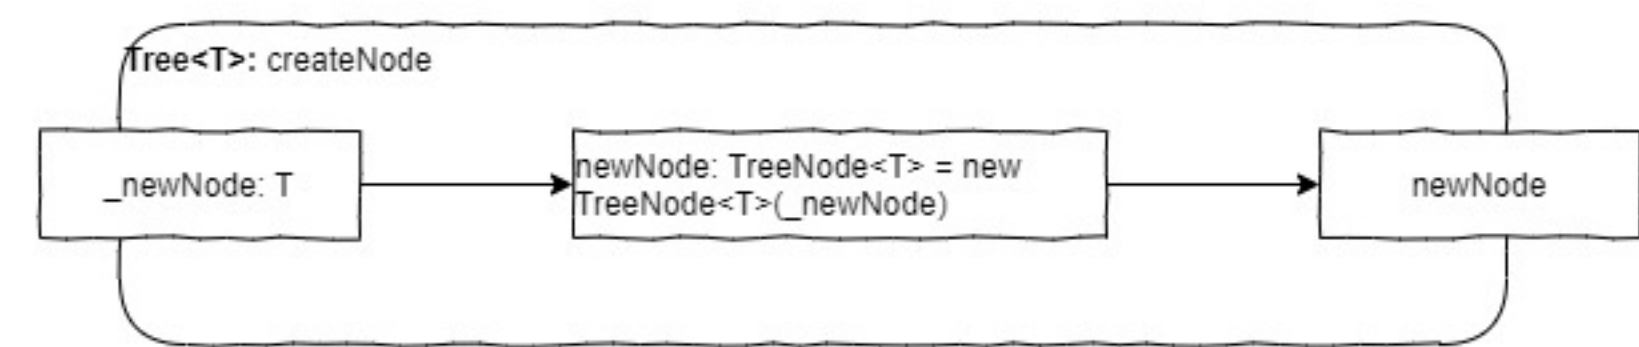 Tree<T>: createNode
_newNode: T
newNode: TreeNode<T> = new
TreeNode<T>(_newNode)
newNode